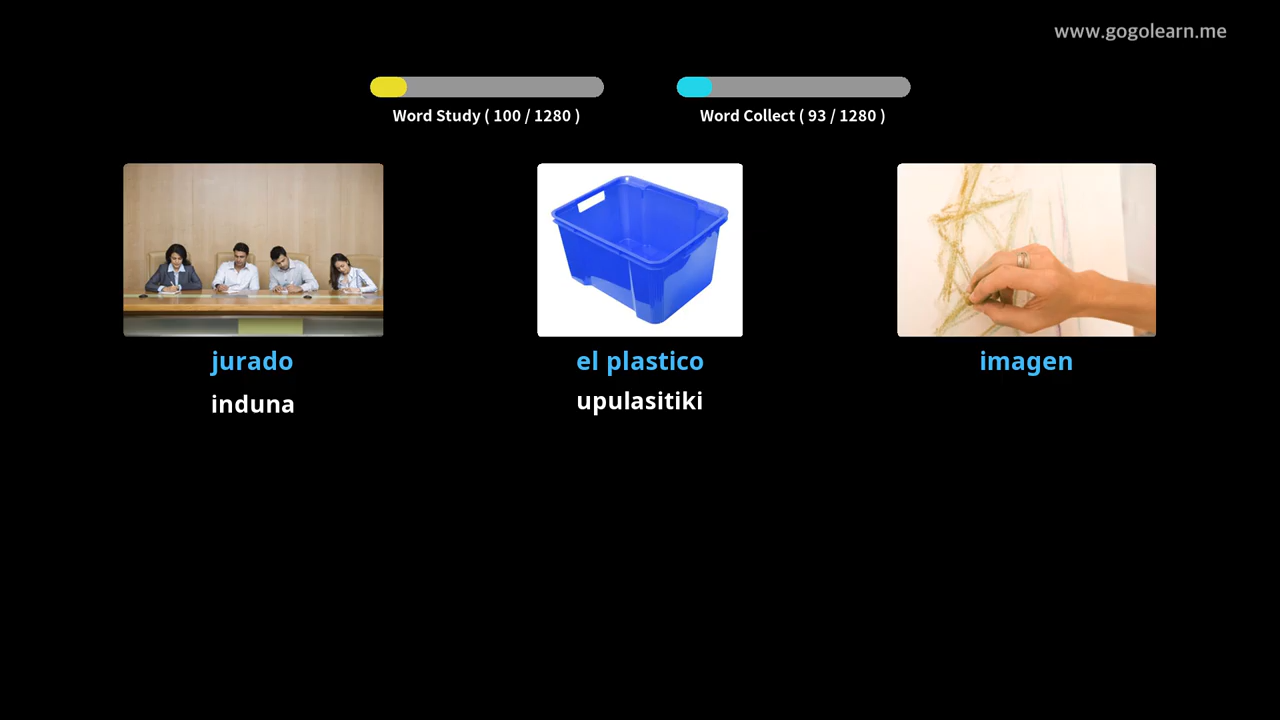 www.gogolearn.me
Word Study ( 100 / 1280 )
Word Collect ( 93 / 1280 )
jurado
el plastico
imagen
induna
upulasitiki